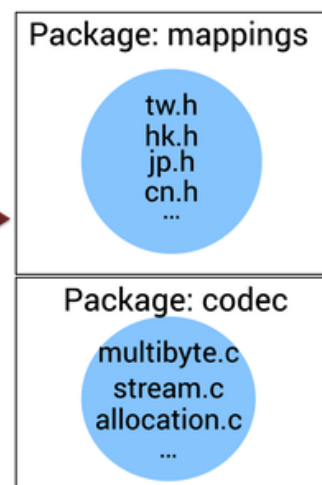 Package: mappings
tw.h
hk.h
jp.h
cn.h
...
Package: codec
multibyte.c
stream.c
allocation.c
...